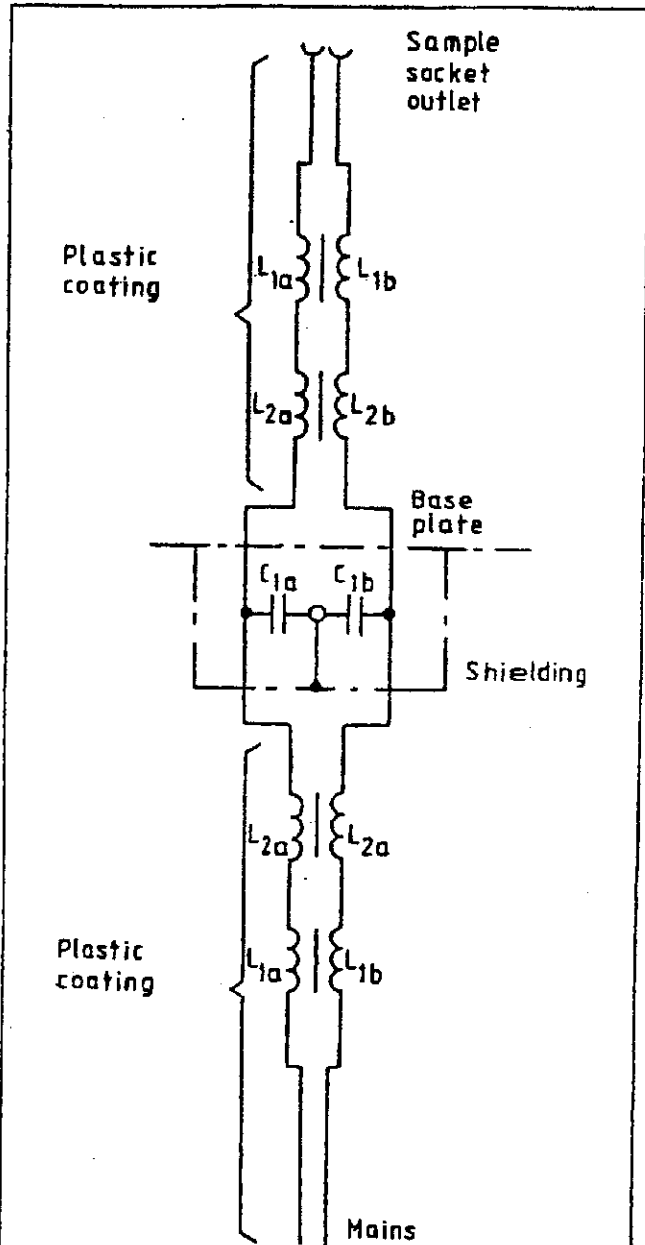 Sample
socket
outlet
Plastic
coating
L1a
L1b
L2a
L2b
Base
plate
C1a
C1b
Shielding
L2a
L2a
Plastic
coating
L1a
L1b
Mains